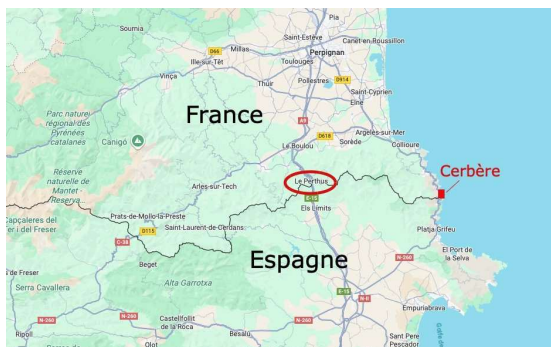 Pia
Sournia
Saint-Estève
Canet-en-Roussillon
D66
Millas
Perpignan
Ille-sur-Têt
Toulouges
Vinça
Thuir
Pollestres
D914
Saint-Cyprien
Elne
Parc naturel
régional des
Pyrénées
catalanes
France
A9
Canigó
D618
Argelès-sur-Mer
Le Boulou
Sorède
Collioure
Cerbère
Réserve
naturelle de
Mantet -
Reserva...
Arles-sur-Tech
Le Perthus
E-15
Els Límits
Prats-de-Mollo-la-Preste
Capçaleres del
Ter i del Freser
D115
Saint-Laurent-de-Cerdans
Platja Grifeu
C-38
Espagne
N-260
El Port de
la Selva
Beget
de Freser
Alta Garrotxa
Serra Cavallera
E-15
N-II
Empuriabrava
N-260
Castellfollit
de la Roca
N-260
Ripoll
Besalú
Olot
Sant Pere
Pescador